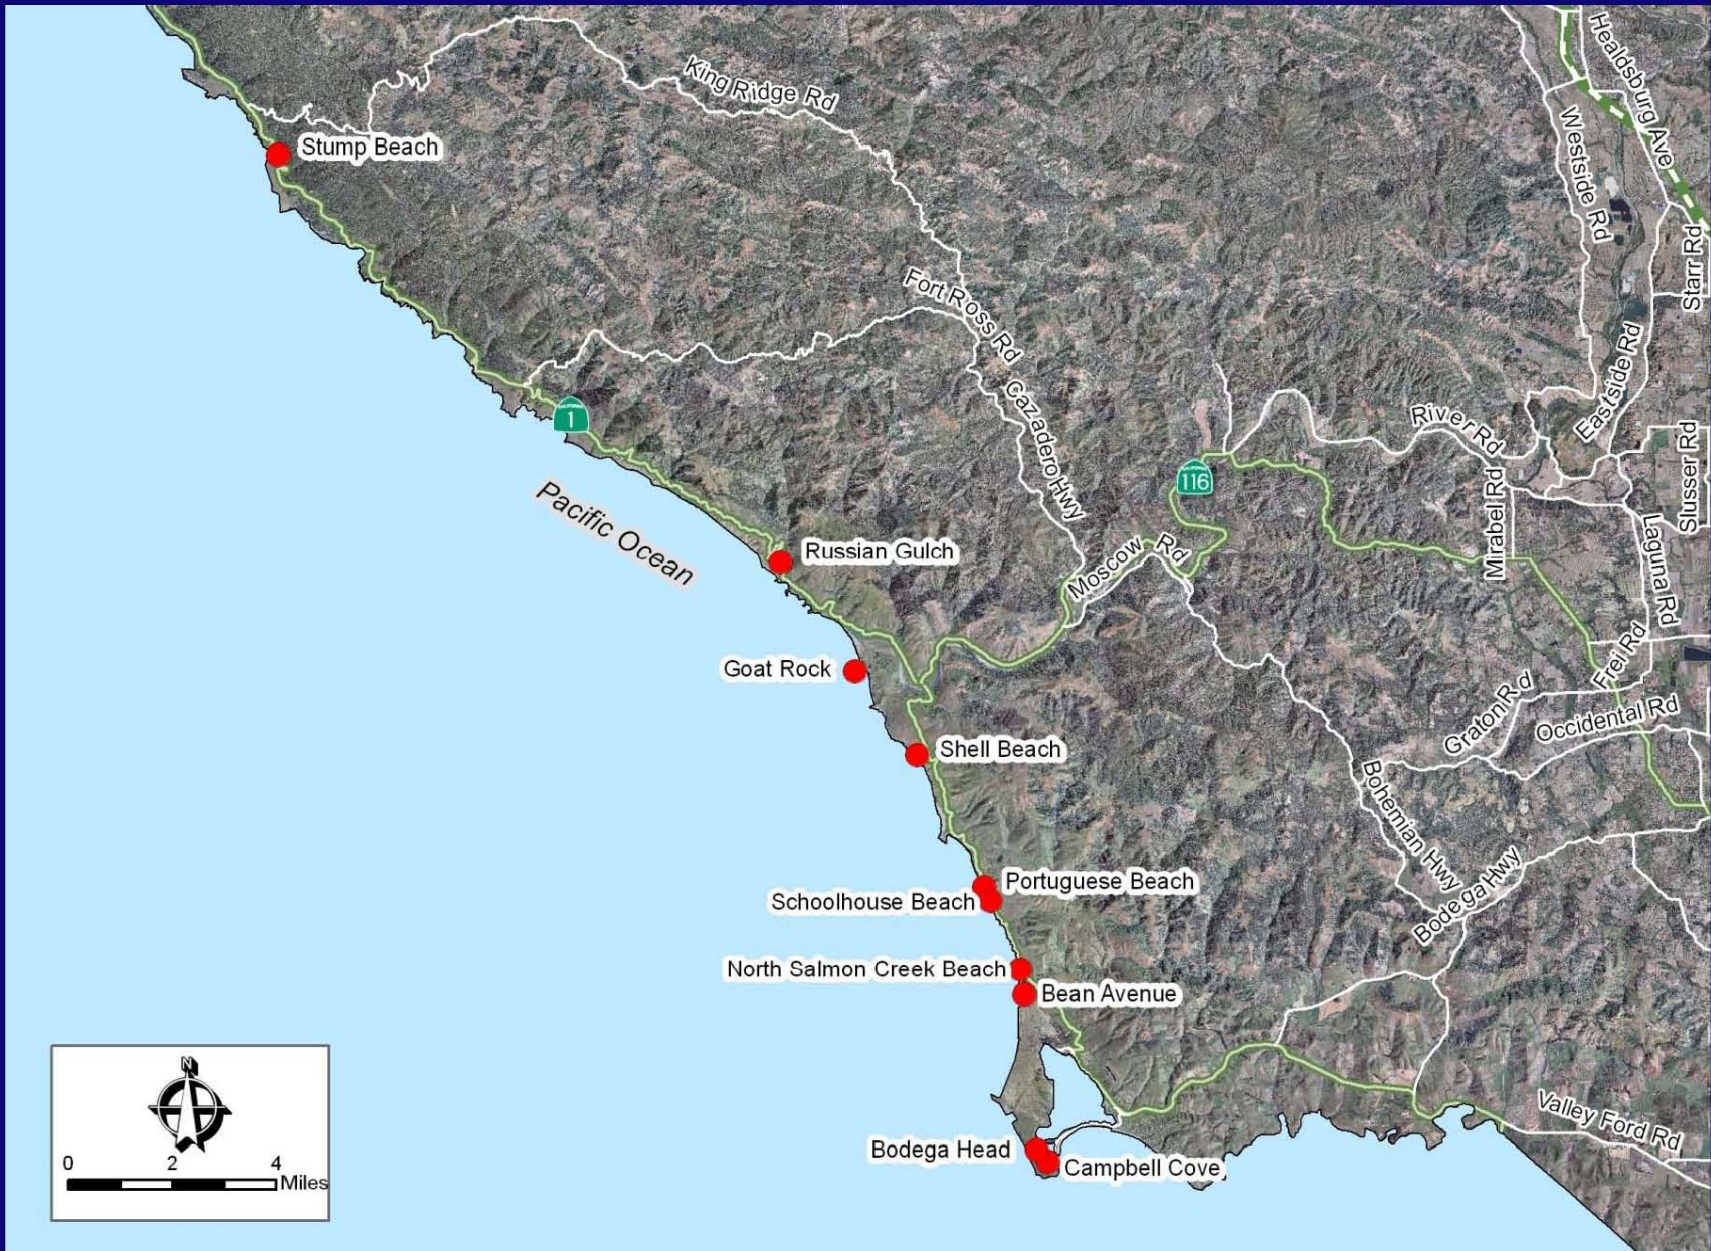 Healdsburg Ave
King Ridge Rd
Westside Rd
Stump Beach
Starr Rd
Fort Ross Rd
Eastside Rd
CALIFORNIA
1
Cazadero Hwy
River Rd
Slusser Rd
CALIFORNIA
116
Mirabel Rd
Pacific Ocean
Laguna Rd
Russian Gulch
Moscow Rd
Goat Rock
Frei Rd
Graton Rd
Occidental Rd
Shell Beach
Bohemian Hwy
Portuguese Beach
Schoolhouse Beach
Bodega Hwy
North Salmon Creek Beach
Bean Avenue
N
Valley Ford Rd
Bodega Head
Campbell Cove
0 2 4
Miles